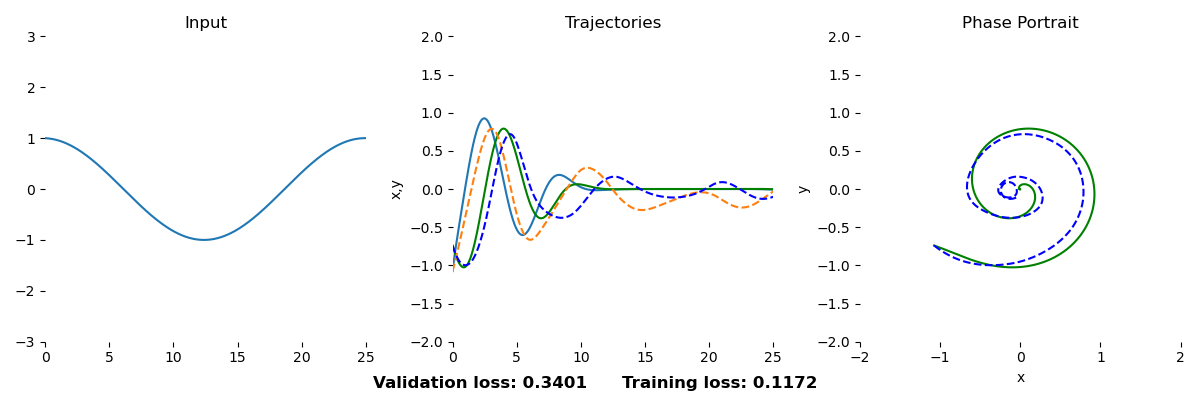 Input
Trajectories
Phase Portrait
3
2
1
0
−1
−2
−3
0 5 10 15 20 25
x,y
2.0
1.5
1.0
0.5
0.0
−0.5
−1.0
−1.5
−2.0
0 5 10 15 20 25
y
2.0
1.5
1.0
0.5
0.0
−0.5
−1.0
−1.5
−2.0
−2 −1 0 1 2
x
Validation loss: 0.3401 Training loss: 0.1172